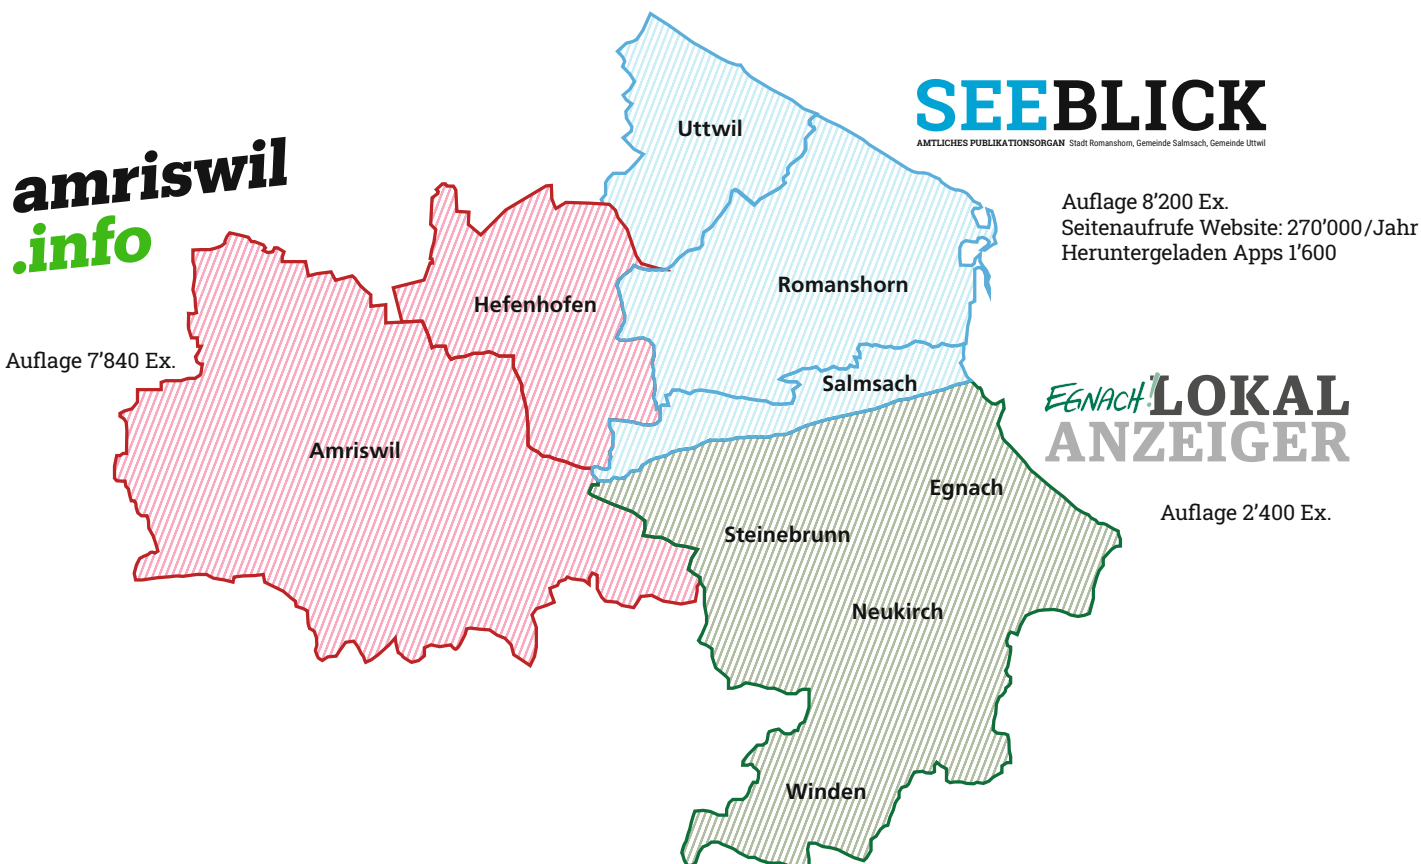 amriswil
.info
Auflage 7’840 Ex.
SEEBLICK
AMTLICHES PUBLIKATIONSORGAN Stadt Romanshorn, Gemeinde Salmsach, Gemeinde Uttwil
Auflage 8’200 Ex.
Seitenaufrufe Website: 270’000/Jahr
Heruntergeladen Apps 1’600
EGNACH! LOKAL
ANZEIGER
Auflage 2’400 Ex.
Uttwil
Romanshorn
Hefenhofen
Salmsach
Amriswil
Egnach
Steinebrunn
Neukirch
Winden